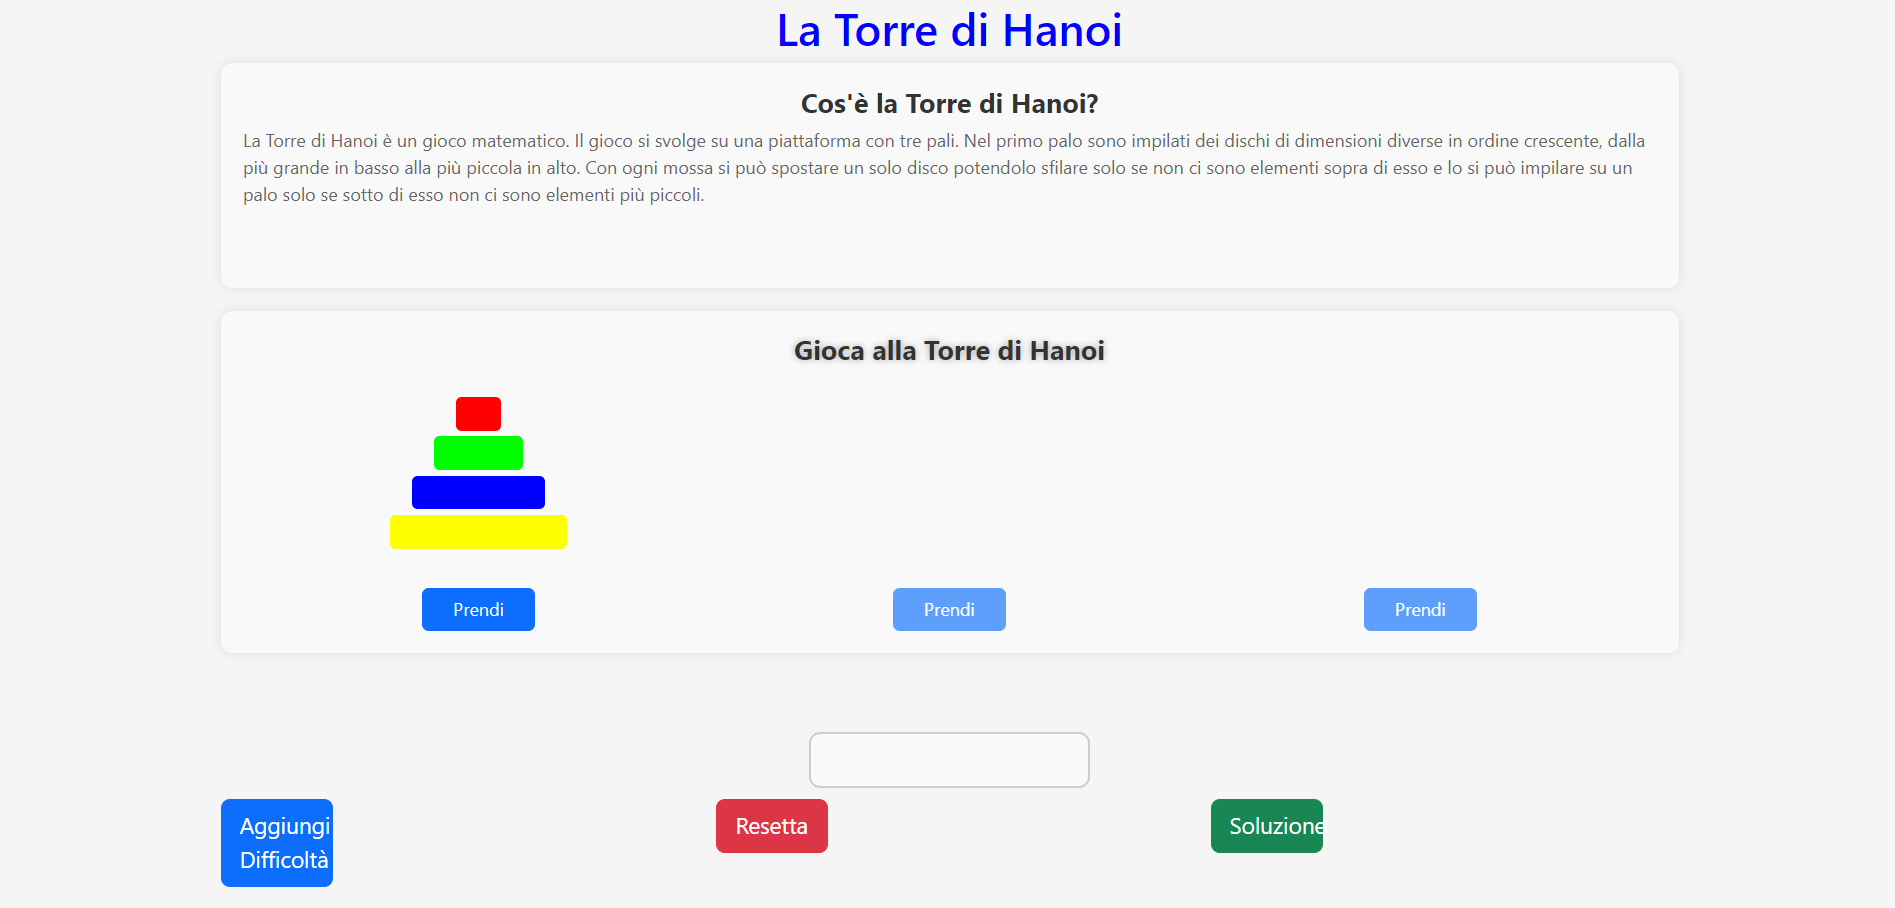 La Torre di Hanoi
Cos'è la Torre di Hanoi?
La Torre di Hanoi è un gioco matematico. Il gioco si svolge su una piattaforma con tre pali. Nel primo palo sono impilati dei dischi di dimensioni diverse in ordine crescente, dalla
più grande in basso alla più piccola in alto. Con ogni mossa si può spostare un solo disco potendolo sfilare solo se non ci sono elementi sopra di esso e lo si può impilare su un
palo solo se sotto di esso non ci sono elementi più piccoli.
Gioca alla Torre di Hanoi
Prendi Prendi Prendi
Aggiungi Resetta Soluzione
Difficoltà